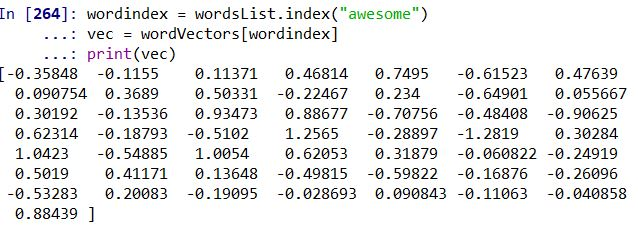 In [264]: wordindex = wordsList.index("awesome")
...: vec = wordVectors[wordindex]
...: print(vec)
[-0.35848 -0.1155 0.11371 0.46814 0.7495 -0.61523 0.47639
0.090754 0.3689 0.50331 -0.22467 0.234 -0.64901 0.055667
0.30192 -0.13536 0.93473 0.88677 -0.70756 -0.48408 -0.90625
0.62314 -0.18793 -0.5102 1.2565 -0.28897 -1.2819 0.30284
1.0423 -0.54885 1.0054 0.62053 0.31879 -0.060822 -0.24919
0.5019 0.41171 0.13648 -0.49815 -0.59822 -0.16876 -0.26096
-0.53283 0.20083 -0.19095 -0.028693 0.090843 -0.11063 -0.040858
0.88439 ]